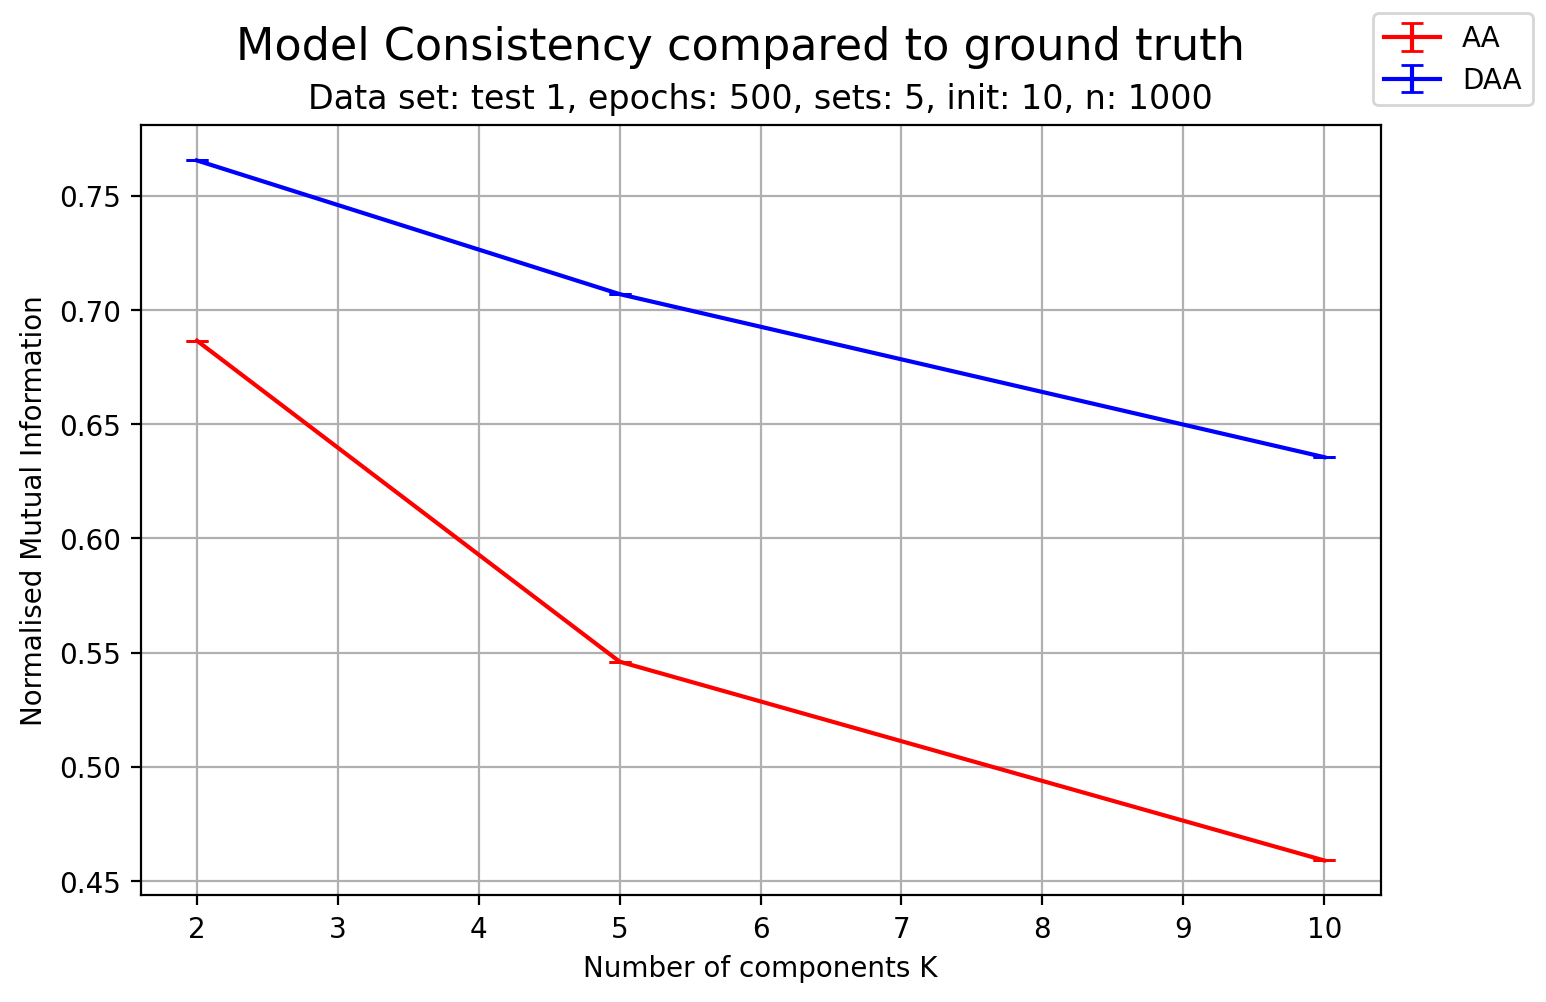 Model Consistency compared to ground truth
Data set: test 1, epochs: 500, sets: 5, init: 10, n: 1000
AA
DAA
Normalised Mutual Information
0.75
0.70
0.65
0.60
0.55
0.50
0.45
2 3 4 5 6 7 8 9 10
Number of components K